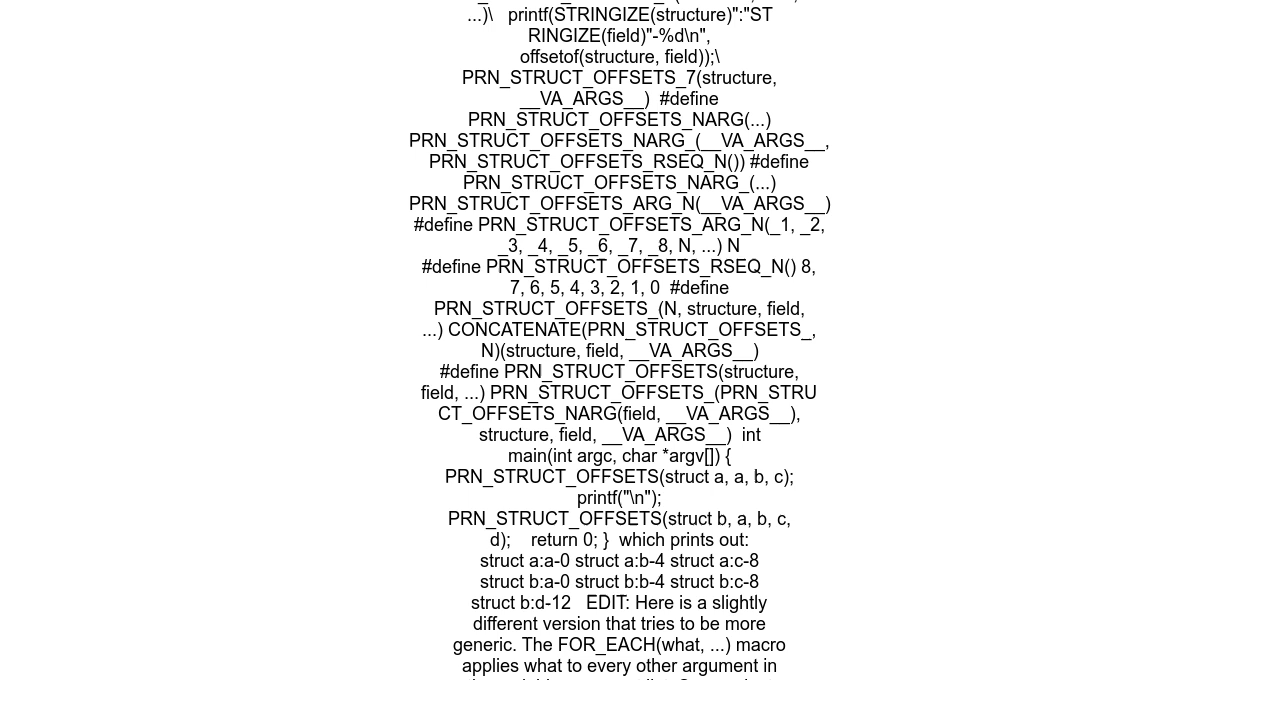 ...)\   printf(STRINGIZE(structure)":"ST
RINGIZE(field)"-%d\n",
offsetof(structure, field));\
PRN_STRUCT_OFFSETS_7(structure,
__VA_ARGS__)  #define
PRN_STRUCT_OFFSETS_NARG(...)
PRN_STRUCT_OFFSETS_NARG_(__VA_ARGS__,
PRN_STRUCT_OFFSETS_RSEQ_N()) #define
PRN_STRUCT_OFFSETS_NARG_(...)
PRN_STRUCT_OFFSETS_ARG_N(__VA_ARGS__)
#define PRN_STRUCT_OFFSETS_ARG_N(_1, _2,
_3, _4, _5, _6, _7, _8, N, ...) N
#define PRN_STRUCT_OFFSETS_RSEQ_N() 8,
7, 6, 5, 4, 3, 2, 1, 0  #define
PRN_STRUCT_OFFSETS_(N, structure, field,
...) CONCATENATE(PRN_STRUCT_OFFSETS_,
N)(structure, field, __VA_ARGS__)
#define PRN_STRUCT_OFFSETS(structure,
field, ...) PRN_STRUCT_OFFSETS_(PRN_STRU
CT_OFFSETS_NARG(field, __VA_ARGS__),
structure, field, __VA_ARGS__)  int
main(int argc, char *argv[]) {
PRN_STRUCT_OFFSETS(struct a, a, b, c);
printf("\n");
PRN_STRUCT_OFFSETS(struct b, a, b, c,
d);    return 0; }  which prints out:
struct a:a-0 struct a:b-4 struct a:c-8
struct b:a-0 struct b:b-4 struct b:c-8
struct b:d-12   EDIT: Here is a slightly
different version that tries to be more
generic. The FOR_EACH(what, ...) macro
applies what to every other argument in